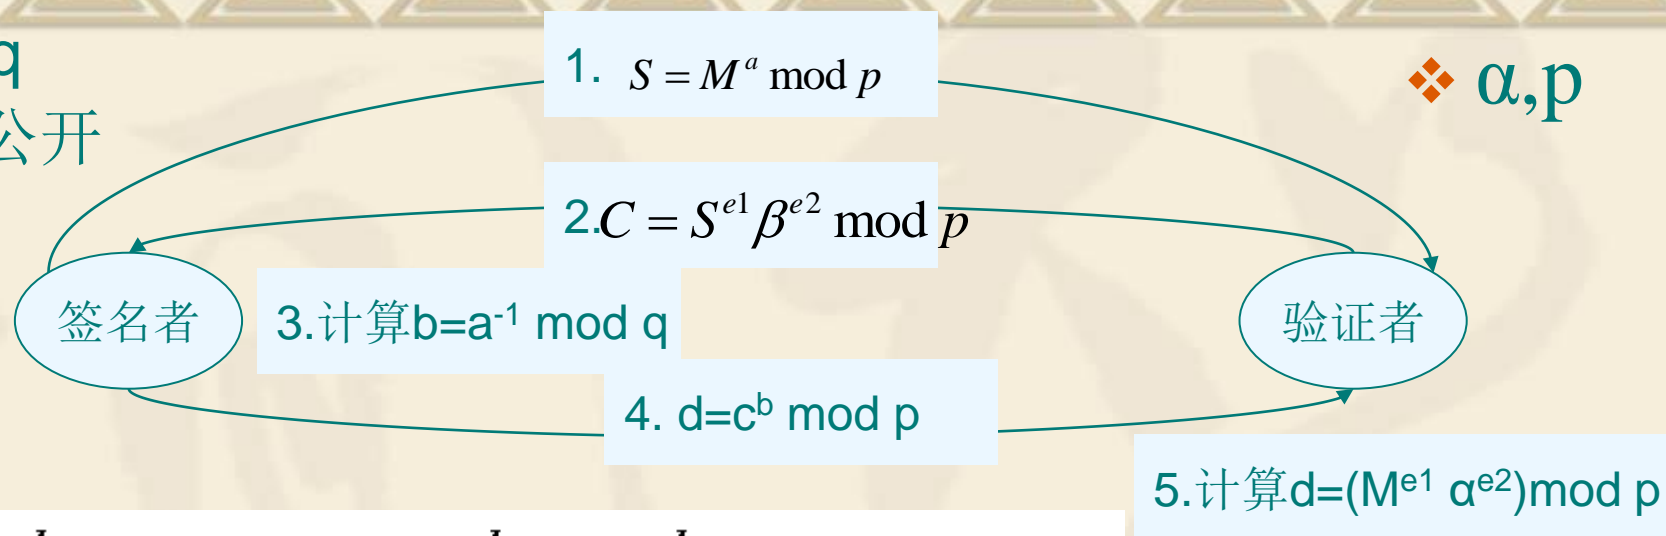 q
公开
1. S = M^a mod p
❖ α,p
2.C = S^{e1} β^{e2} mod p
签名者
3.计算b=a^{-1} mod q
验证者
4. d=c^b mod p
5.计算d=(M^{e1} α^{e2})mod p